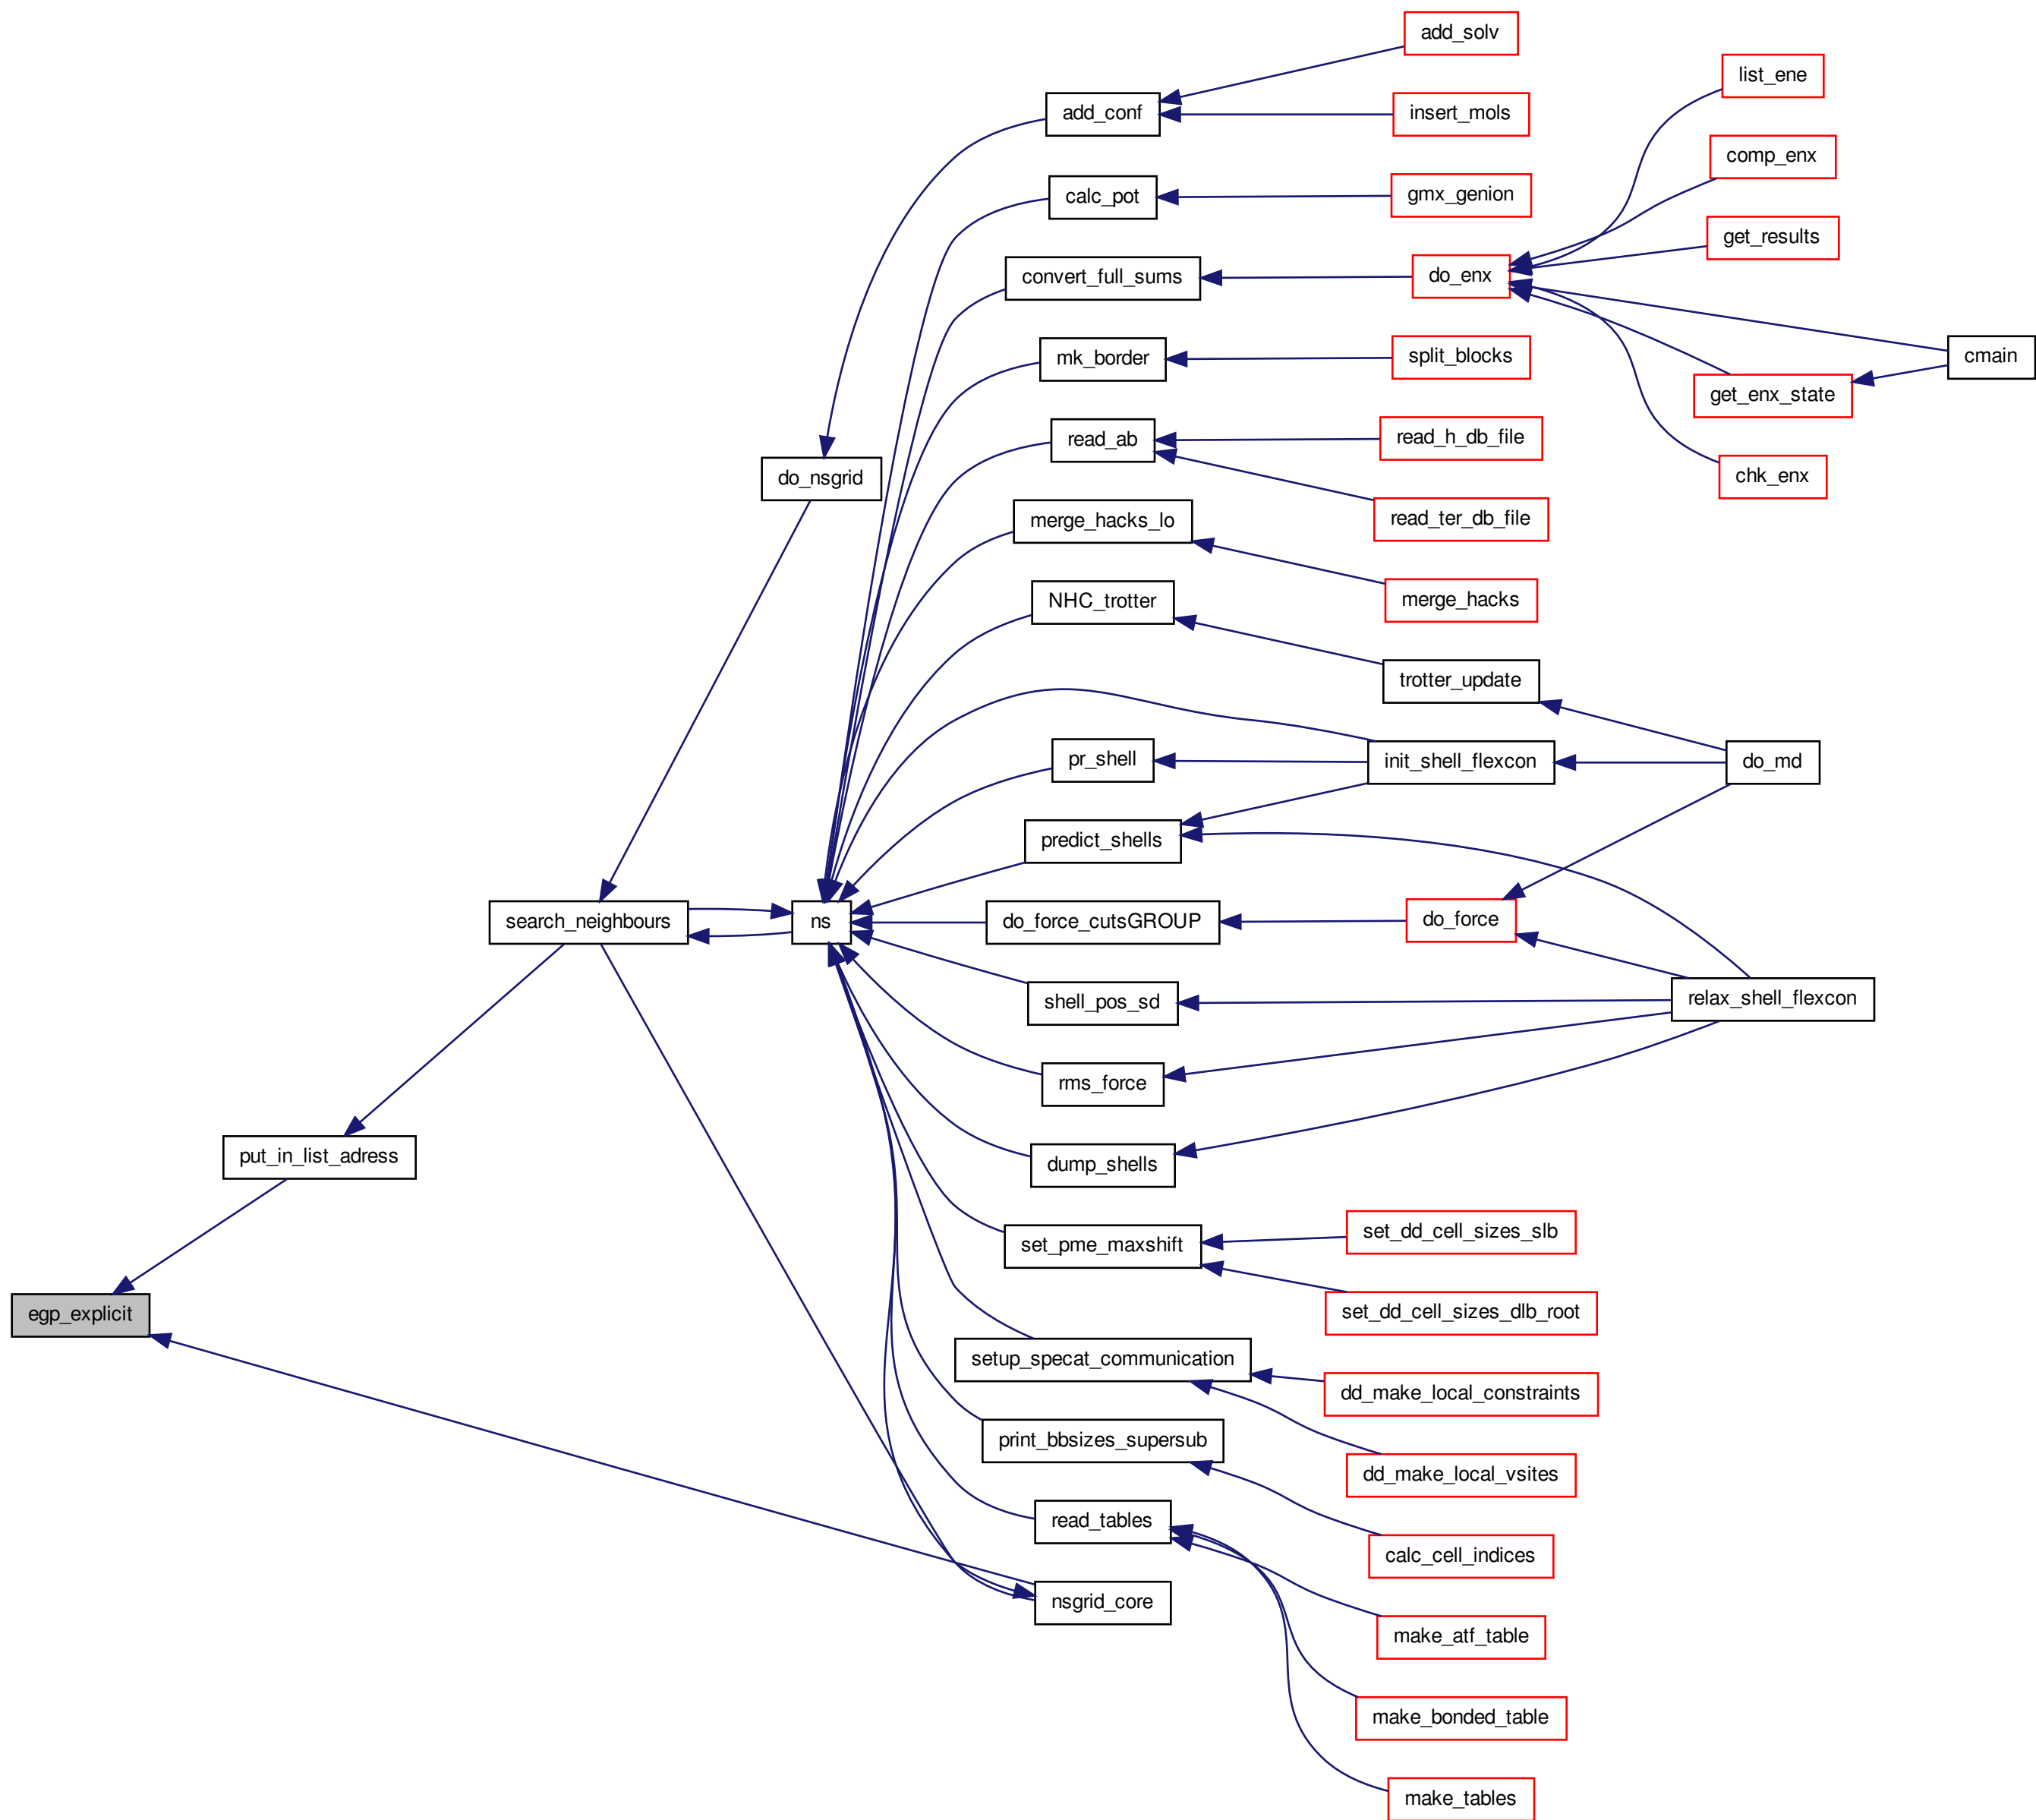 add_solv
list_ene
add_conf
insert_mols
comp_enx
calc_pot
gmx_genion
get_results
convert_full_sums
do_enx
mk_border
split_blocks
cmain
get_enx_state
read_ab
read_h_db_file
do_nsgrid
chk_enx
merge_hacks_lo
read_ter_db_file
NHC_trotter
merge_hacks
trotter_update
pr_shell
init_shell_flexcon
do_md
predict_shells
search_neighbours
ns
do_force_cutsGROUP
do_force
shell_pos_sd
relax_shell_flexcon
rms_force
put_in_list_adress
dump_shells
set_pme_maxshift
set_dd_cell_sizes_slb
egp_explicit
set_dd_cell_sizes_dlb_root
setup_specat_communication
dd_make_local_constraints
print_bbsizes_supersub
dd_make_local_vsites
read_tables
calc_cell_indices
nsgrid_core
make_atf_table
make_bonded_table
make_tables